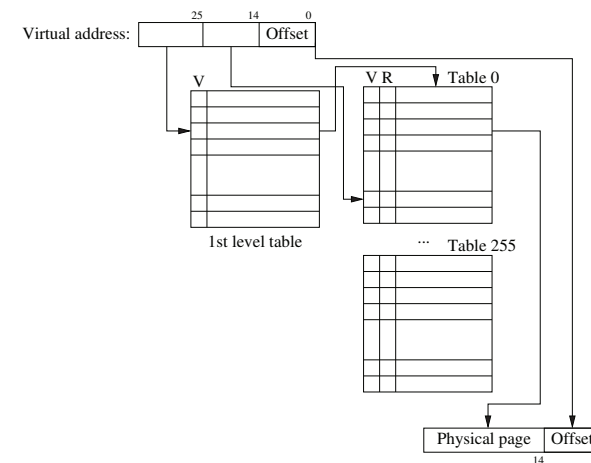 25 14 0
Virtual address: Offset
V
V R Table 0
1st level table
... Table 255
Physical page Offset
14